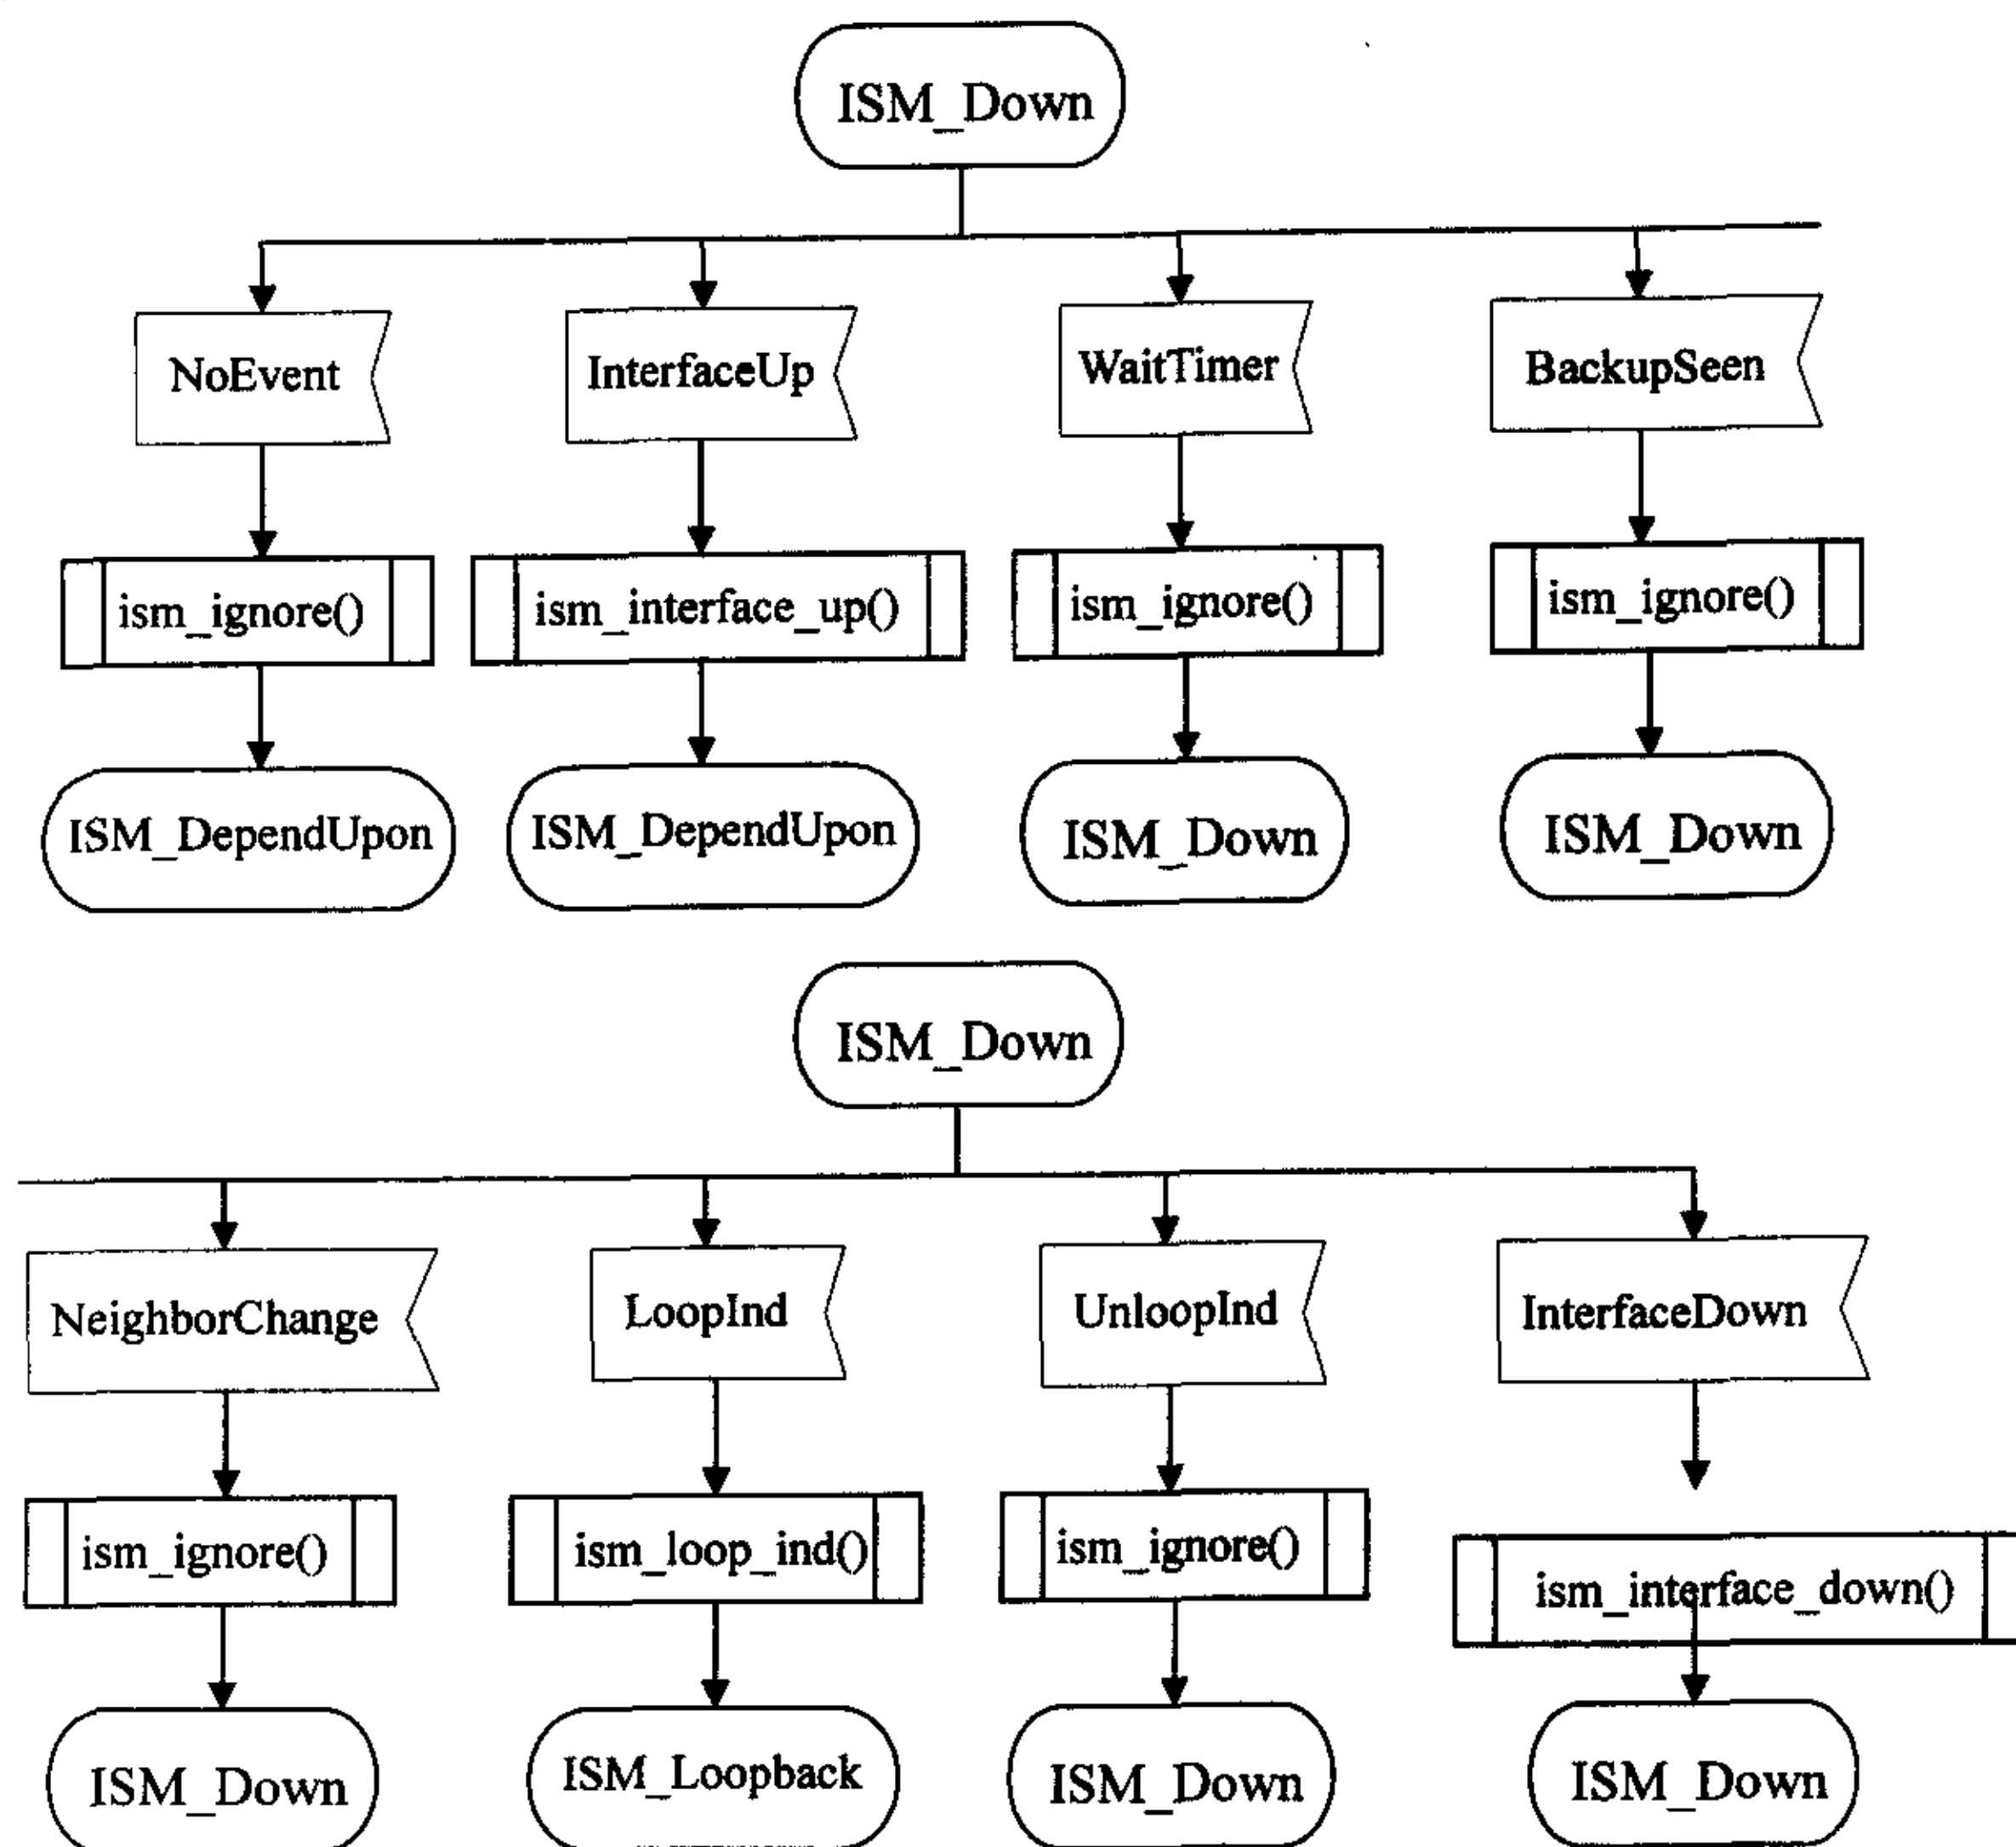 ISM_Down
NoEvent
InterfaceUp
WaitTimer
BackupSeen
ism_ignore()
ism_interface_up()
ism_ignore()
ism_ignore()
ISM_DependUpon
ISM_DependUpon
ISM_Down
ISM_Down
ISM_Down
NeighborChange
LoopInd
UnloopInd
InterfaceDown
ism_ignore()
ism_loop_ind()
ism_ignore()
ism_interface_down()
ISM_Down
ISM_Loopback
ISM_Down
ISM_Down